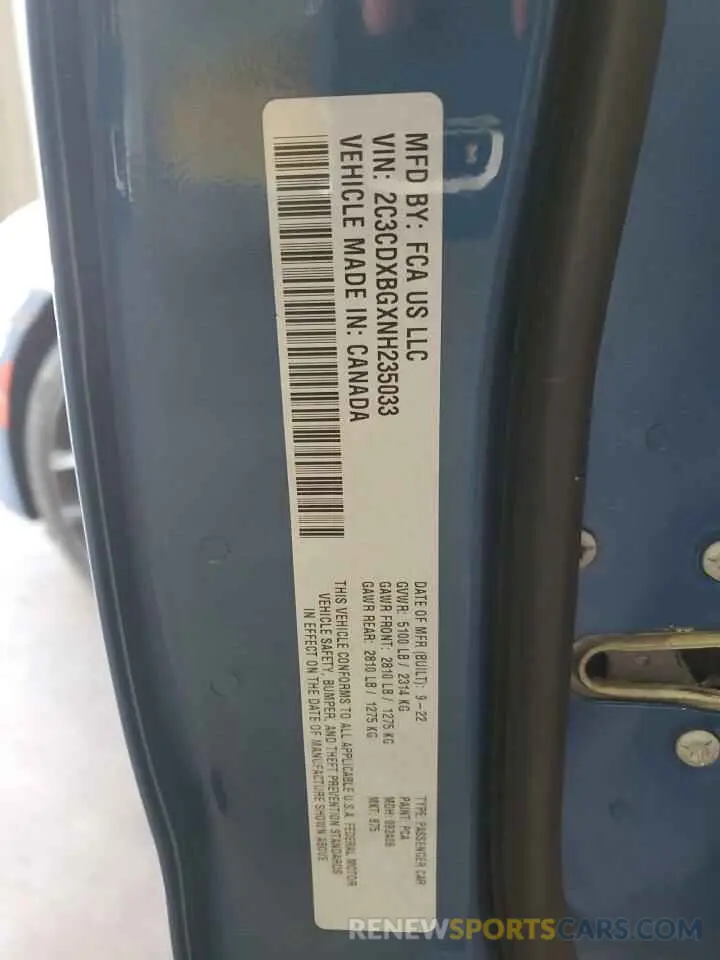 MFD BY: FCA US LLC
VIN: 2C3CDXBGXNH235033
VEHICLE MADE IN: CANADA
DATE OF MFR (BUILT): 9-22
GVWR: 5100 LB / 2314 KG
GAWR FRONT: 2810 LB / 1275 KG
GAWR REAR: 2810 LB / 1275 KG
TYPE: PASSENGER CAR
PAINT: PCA
MDH:
MKT: 875
THIS VEHICLE CONFORMS TO ALL APPLICABLE U.S.A. FEDERAL MOTOR
VEHICLE SAFETY, BUMPER, AND THEFT PREVENTION STANDARDS
IN EFFECT ON THE DATE OF MANUFACTURE SHOWN ABOVE
RENEWSPORTSCARS.COM